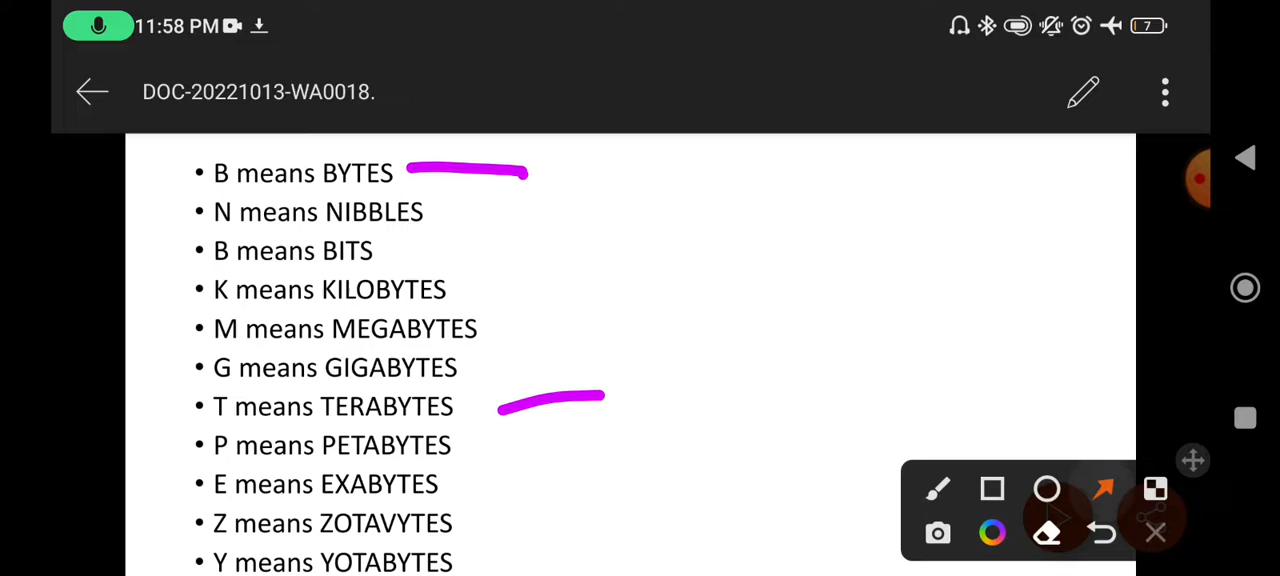 11:58 PM
7
DOC-20221013-WA0018.
• B means BYTES
• N means NIBBLES
• B means BITS
• K means KILOBYTES
• M means MEGABYTES
• G means GIGABYTES
• T means TERABYTES
• P means PETABYTES
• E means EXABYTES
• Z means ZOTAVYTES
• Y means YOTABYTES